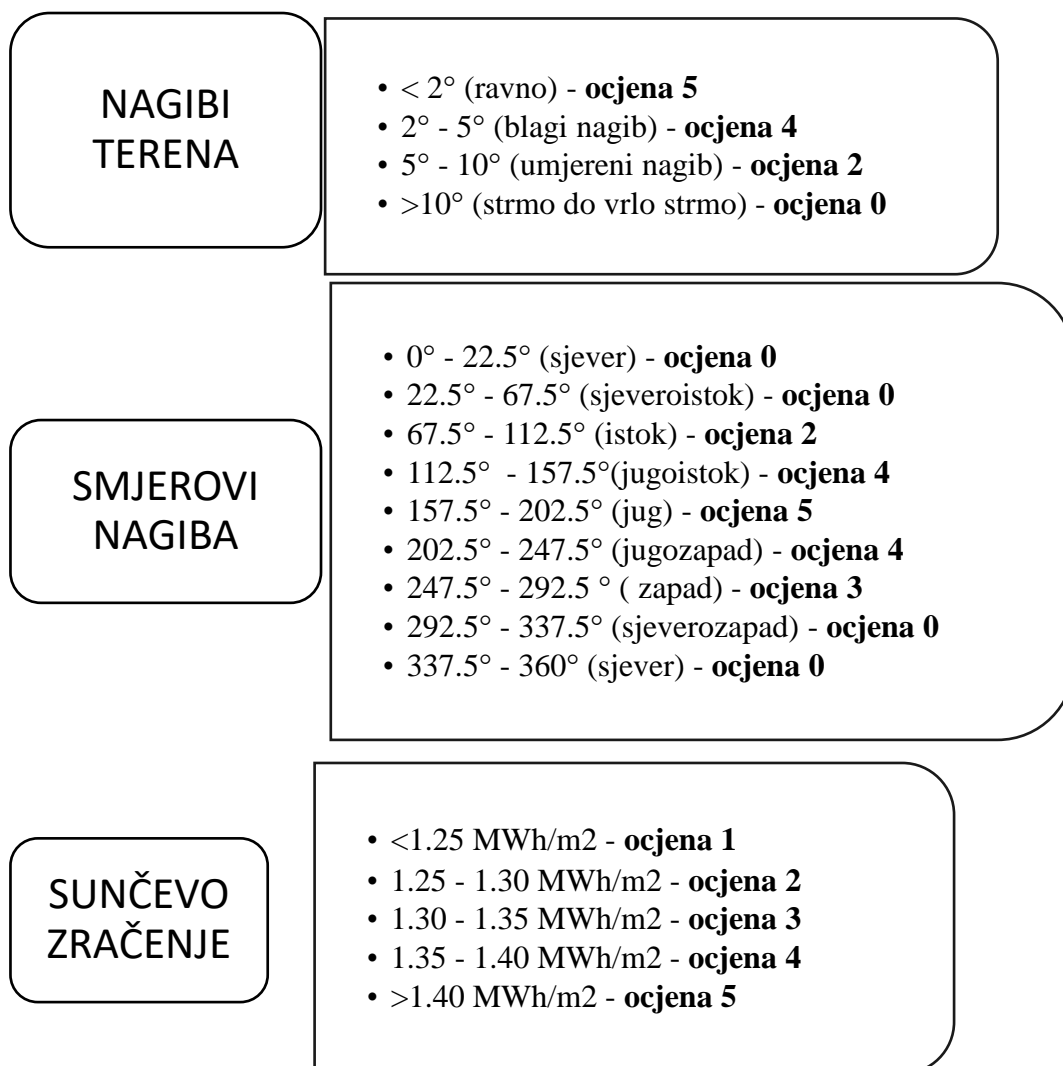 NAGIBI
TERENA
• < 2° (ravno) - ocjena 5
• 2° - 5° (blagi nagib) - ocjena 4
• 5° - 10° (umjereni nagib) - ocjena 2
• >10° (strmo do vrlo strmo) - ocjena 0
SMJEROVI
NAGIBA
• 0° - 22.5° (sjever) - ocjena 0
• 22.5° - 67.5° (sjeveroistok) - ocjena 0
• 67.5° - 112.5° (istok) - ocjena 2
• 112.5°  - 157.5°(jugoistok) - ocjena 4
• 157.5° - 202.5° (jug) - ocjena 5
• 202.5° - 247.5° (jugozapad) - ocjena 4
• 247.5° - 292.5 ° ( zapad) - ocjena 3
• 292.5° - 337.5° (sjeverozapad) - ocjena 0
• 337.5° - 360° (sjever) - ocjena 0
SUNČEVO
ZRAČENJE
• <1.25 MWh/m2 - ocjena 1
• 1.25 - 1.30 MWh/m2 - ocjena 2
• 1.30 - 1.35 MWh/m2 - ocjena 3
• 1.35 - 1.40 MWh/m2 - ocjena 4
• >1.40 MWh/m2 - ocjena 5